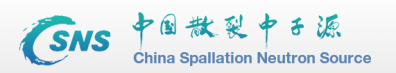 CSNS
中国散裂中子源
China Spallation Neutron Source